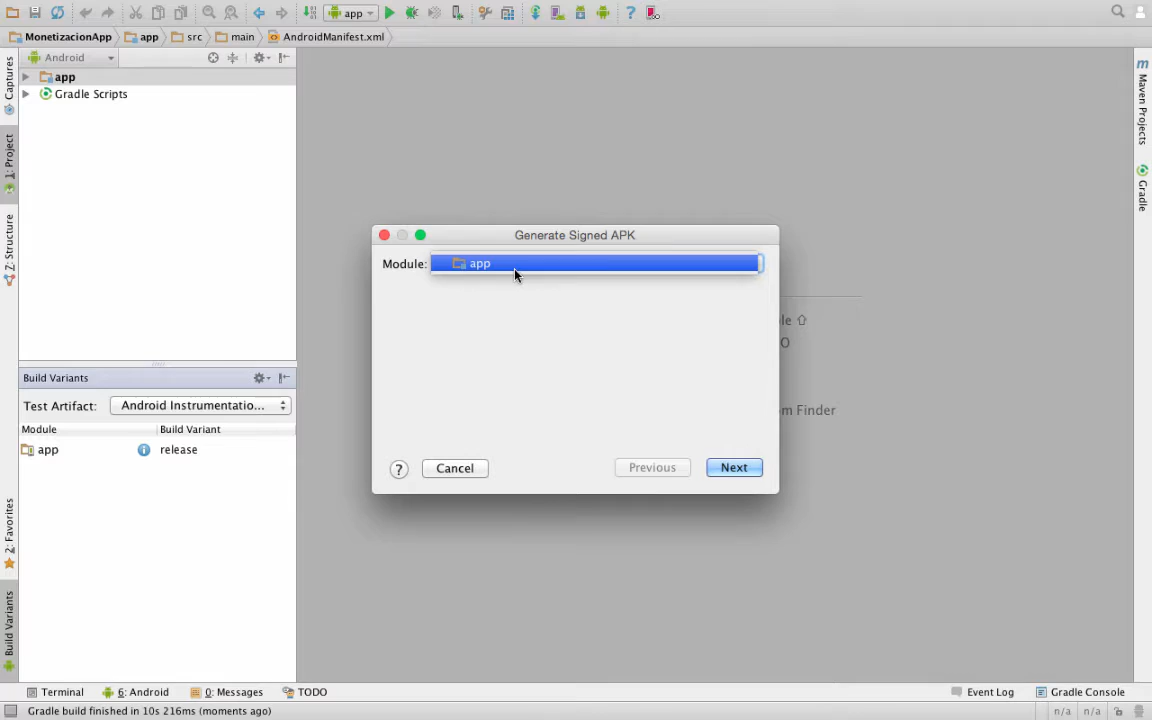 app
MonetizacionApp
app
src
main
AndroidManifest.xml
Captures
1: Project
7: Structure
2: Favorites
Build Variants
Android
app
Gradle Scripts
Build Variants
Test Artifact:
Android Instrumentatio...
Module
Build Variant
app
release
Generate Signed APK
Module:
app
?
Cancel
Previous
Next
le ⇧
O
m Finder
m
Maven Projects
Gradle
Terminal
6: Android
0: Messages
TODO
Event Log
Gradle Console
Gradle build finished in 10s 216ms (moments ago)
n/a
n/a